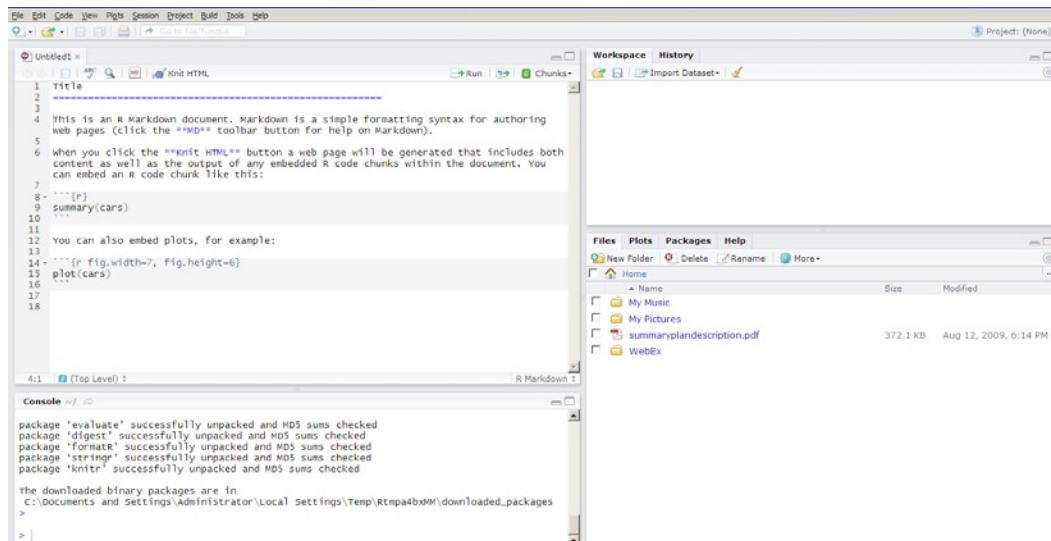 File Edit Code View Plots Session Project Build Tools Help
Go to file/function
Project: (None)
Untitled1
Knit HTML
Run
Chunks
1 Title
2 ========================================================
3
4 This is an R Markdown document. Markdown is a simple formatting syntax for authoring
web pages (click the **MD** toolbar button for help on Markdown).
5
6 When you click the **Knit HTML** button a web page will be generated that includes both
content as well as the output of any embedded R code chunks within the document. You
can embed an R code chunk like this:
7
8 ```{r}
9 summary(cars)
10 ```
11
12 You can also embed plots, for example:
13
14 ```{r fig.width=7, fig.height=6}
15 plot(cars)
16 ```
17
18
4:1 (Top Level) R Markdown
Console ~/
package 'evaluate' successfully unpacked and MD5 sums checked
package 'digest' successfully unpacked and MD5 sums checked
package 'formatR' successfully unpacked and MD5 sums checked
package 'stringr' successfully unpacked and MD5 sums checked
package 'knitr' successfully unpacked and MD5 sums checked
The downloaded binary packages are in
C:\Documents and Settings\Administrator\Local Settings\Temp\Rtmpa4bxMM\downloaded_packages
>
>
Workspace History
Import Dataset
Files Plots Packages Help
New Folder Delete Rename More
Home
Name Size Modified
My Music
My Pictures
summaryplandescription.pdf 372.1 KB Aug 12, 2009, 6:14 PM
WebEx